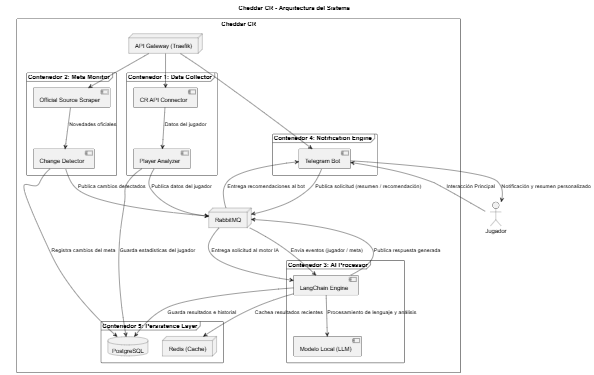 Cheddar CR - Arquitectura del Sistema
Cheddar CR
API Gateway (Traefik)
Contenedor 2: Meta Monitor
Contenedor 1: Data Collector
Official Source Scraper
CR API Connector
Novedades oficiales
Datos del jugador
Contenedor 4: Notification Engine
Change Detector
Player Analyzer
Telegram Bot
Publica cambios detectados
Publica datos del jugador
Entrega recomendaciones al bot
Publica solicitud (resumen / recomendación)
Interacción Principal
Notificación y resumen personalizado
RabbitMQ
Jugador
Registra cambios del meta
Guarda estadísticas del jugador
Entrega solicitud al motor IA
Envía eventos (jugador / meta)
Publica respuesta generada
Contenedor 3: AI Processor
LangChain Engine
Guarda resultados e historial
Cachea resultados recientes
Procesamiento de lenguaje y análisis
Contenedor 5: Persistence Layer
PostgreSQL
Redis (Cache)
Modelo Local (LLM)